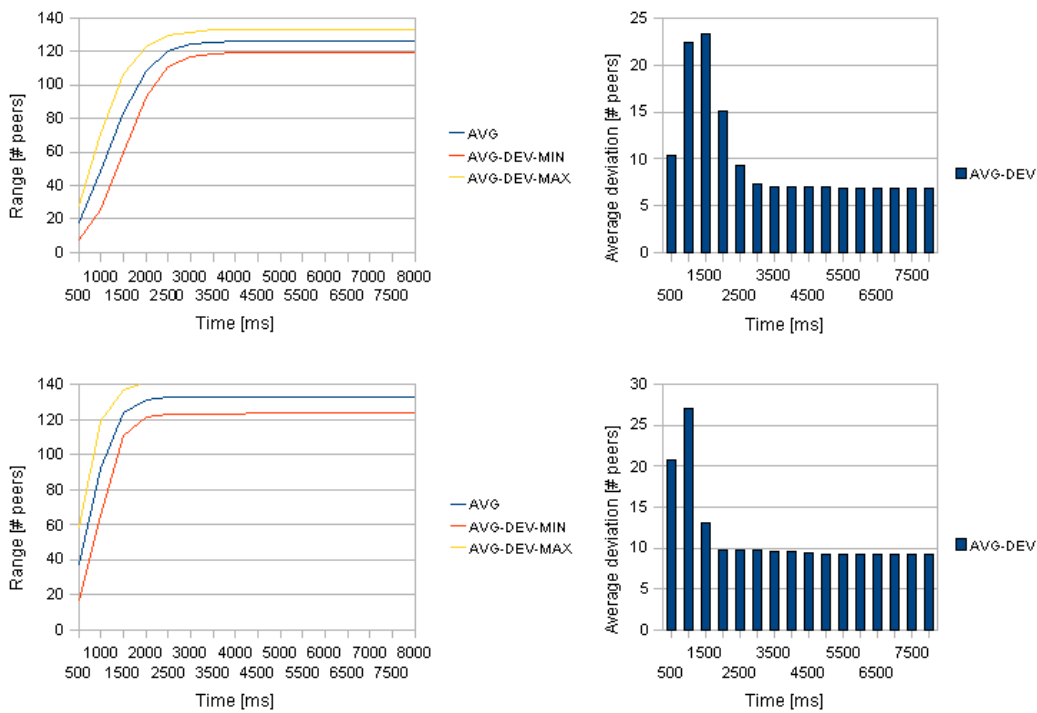 140
120
100
80
60
40
20
0
Range [# peers]
1000 2000 3000 4000 5000 6000 7000 8000
500 1500 2500 3500 4500 5500 6500 7500
Time [ms]
AVG
AVG-DEV-MIN
AVG-DEV-MAX
25
20
15
10
5
0
Average deviation [# peers]
1500 3500 5500 7500
500 2500 4500 6500
Time [ms]
AVG-DEV
140
120
100
80
60
40
20
0
Range [# peers]
1000 2000 3000 4000 5000 6000 7000 8000
500 1500 2500 3500 4500 5500 6500 7500
Time [ms]
AVG
AVG-DEV-MIN
AVG-DEV-MAX
30
25
20
15
10
5
0
Average deviation [# peers]
1500 3500 5500 7500
500 2500 4500 6500
Time [ms]
AVG-DEV